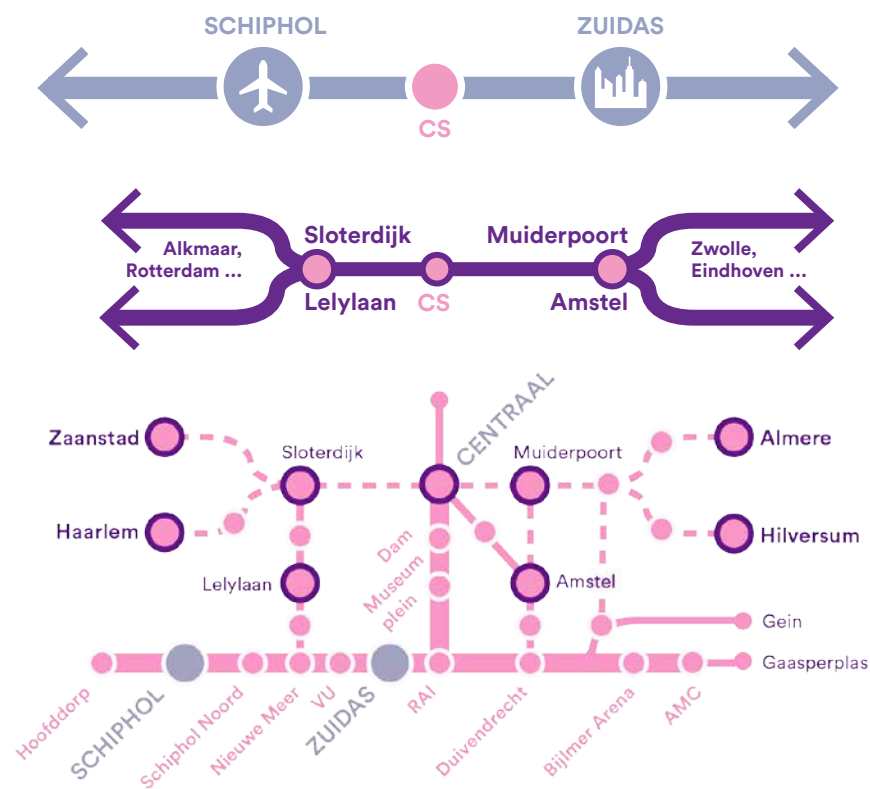 SCHIPHOL
ZUIDAS
CS
Sloterdijk
Muiderpoort
Alkmaar,
Rotterdam ...
Zwolle,
Eindhoven ...
Lelylaan
CS
Amstel
CENTRAAL
Zaanstad
Sloterdijk
Muiderpoort
Almere
Haarlem
Dam
Museum
plein
Hilversum
Lelylaan
Amstel
Gein
Gaasperplas
Hoofddorp
SCHIPHOL
Schiphol Noord
Nieuwe Meer
VU
ZUIDAS
RAI
Duivendrecht
Bijlmer Arena
AMC